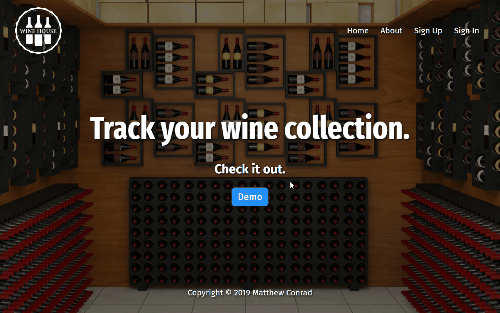 WINE HOUSE
Home About Sign Up Sign In
Track your wine collection.
Check it out.
Demo
Copyright © 2019 Matthew Conrad